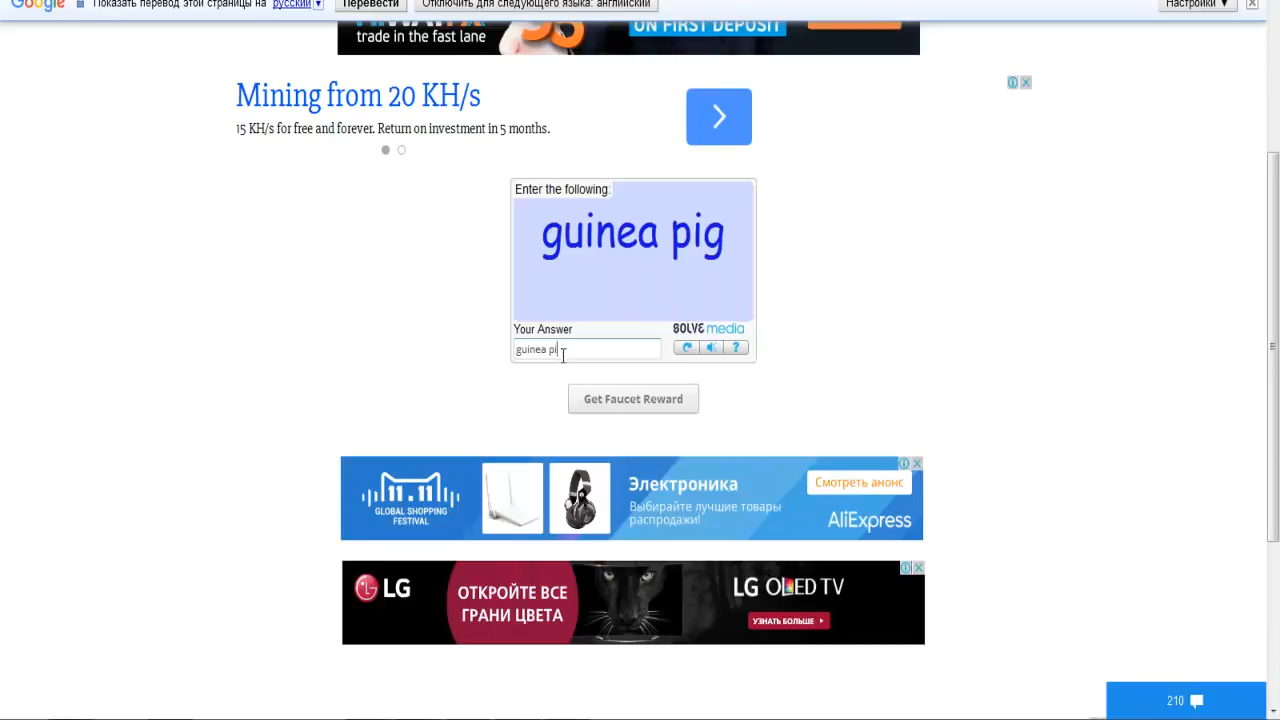 Google Показать перевод этой страницы на русский Перевести Отключить для следующего языка: английский Настройки ▼
trade in the fast lane
ON FIRST DEPOSIT
Mining from 20 KH/s
15 KH/s for free and forever. Return on investment in 5 months.
Enter the following:
guinea pig
Your Answer
SOLVE media
guinea pi
?
Get Faucet Reward
11.11
GLOBAL SHOPPING
FESTIVAL
Электроника
Выбирайте лучшие товары
распродажи!
Смотреть анонс
AliExpress
LG
ОТКРОЙТЕ ВСЕ
ГРАНИ ЦВЕТА
LG OLED TV
УЗНАТЬ БОЛЬШЕ
210